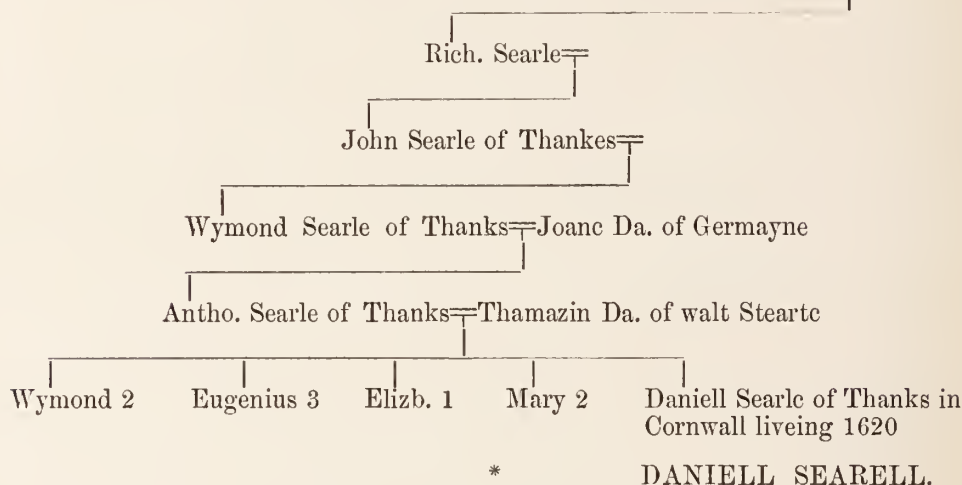 Rich. Searle
John Searle of Thankes
Wymond Searle of Thanks=Joane Da. of Germayne
Antho. Searle of Thanks=Thamazin Da. of walt Stearte
Wymond 2 Eugenius 3 Elizb. 1 Mary 2 Daniell Searle of Thanks in
Cornwall liveing 1620
* DANIELL SEARELL.